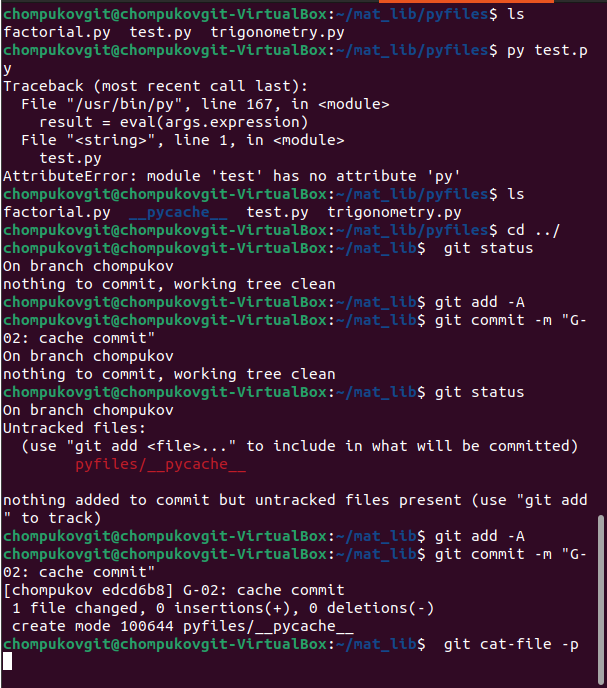 chompukovgit@chompukovgit-VirtualBox:~/mat_lib/pyfiles$ ls
factorial.py  test.py  trigonometry.py
chompukovgit@chompukovgit-VirtualBox:~/mat_lib/pyfiles$ py test.p
y
Traceback (most recent call last):
  File "/usr/bin/py", line 167, in <module>
    result = eval(args.expression)
  File "<string>", line 1, in <module>
    test.py
AttributeError: module 'test' has no attribute 'py'
chompukovgit@chompukovgit-VirtualBox:~/mat_lib/pyfiles$ ls
factorial.py  __pycache__  test.py  trigonometry.py
chompukovgit@chompukovgit-VirtualBox:~/mat_lib/pyfiles$ cd ../
chompukovgit@chompukovgit-VirtualBox:~/mat_lib$  git status
On branch chompukov
nothing to commit, working tree clean
chompukovgit@chompukovgit-VirtualBox:~/mat_lib$ git add -A
chompukovgit@chompukovgit-VirtualBox:~/mat_lib$ git commit -m "G-
02: cache commit"
On branch chompukov
nothing to commit, working tree clean
chompukovgit@chompukovgit-VirtualBox:~/mat_lib$ git status
On branch chompukov
Untracked files:
  (use "git add <file>..." to include in what will be committed)
        pyfiles/__pycache__

nothing added to commit but untracked files present (use "git add
" to track)
chompukovgit@chompukovgit-VirtualBox:~/mat_lib$ git add -A
chompukovgit@chompukovgit-VirtualBox:~/mat_lib$ git commit -m "G-
02: cache commit"
[chompukov edcd6b8] G-02: cache commit
 1 file changed, 0 insertions(+), 0 deletions(-)
 create mode 100644 pyfiles/__pycache__
chompukovgit@chompukovgit-VirtualBox:~/mat_lib$  git cat-file -p